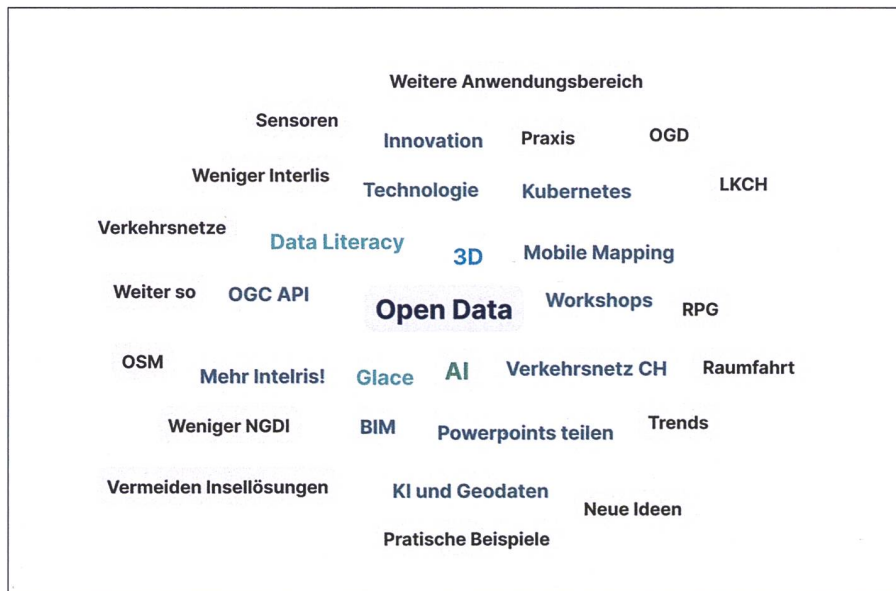 Weitere Anwendungsbereich
Sensoren
Innovation
Praxis
OGD
Weniger Interlis
Technologie
Kubernetes
LKCH
Verkehrsnetze
Data Literacy
3D
Mobile Mapping
Weiter so
OGC API
Open Data
Workshops
RPG
OSM
Mehr Intelris!
Glace
AI
Verkehrsnetz CH
Raumfahrt
Weniger NGDI
BIM
Powerpoints teilen
Trends
Vermeiden Insellösungen
KI und Geodaten
Neue Ideen
Pratische Beispiele